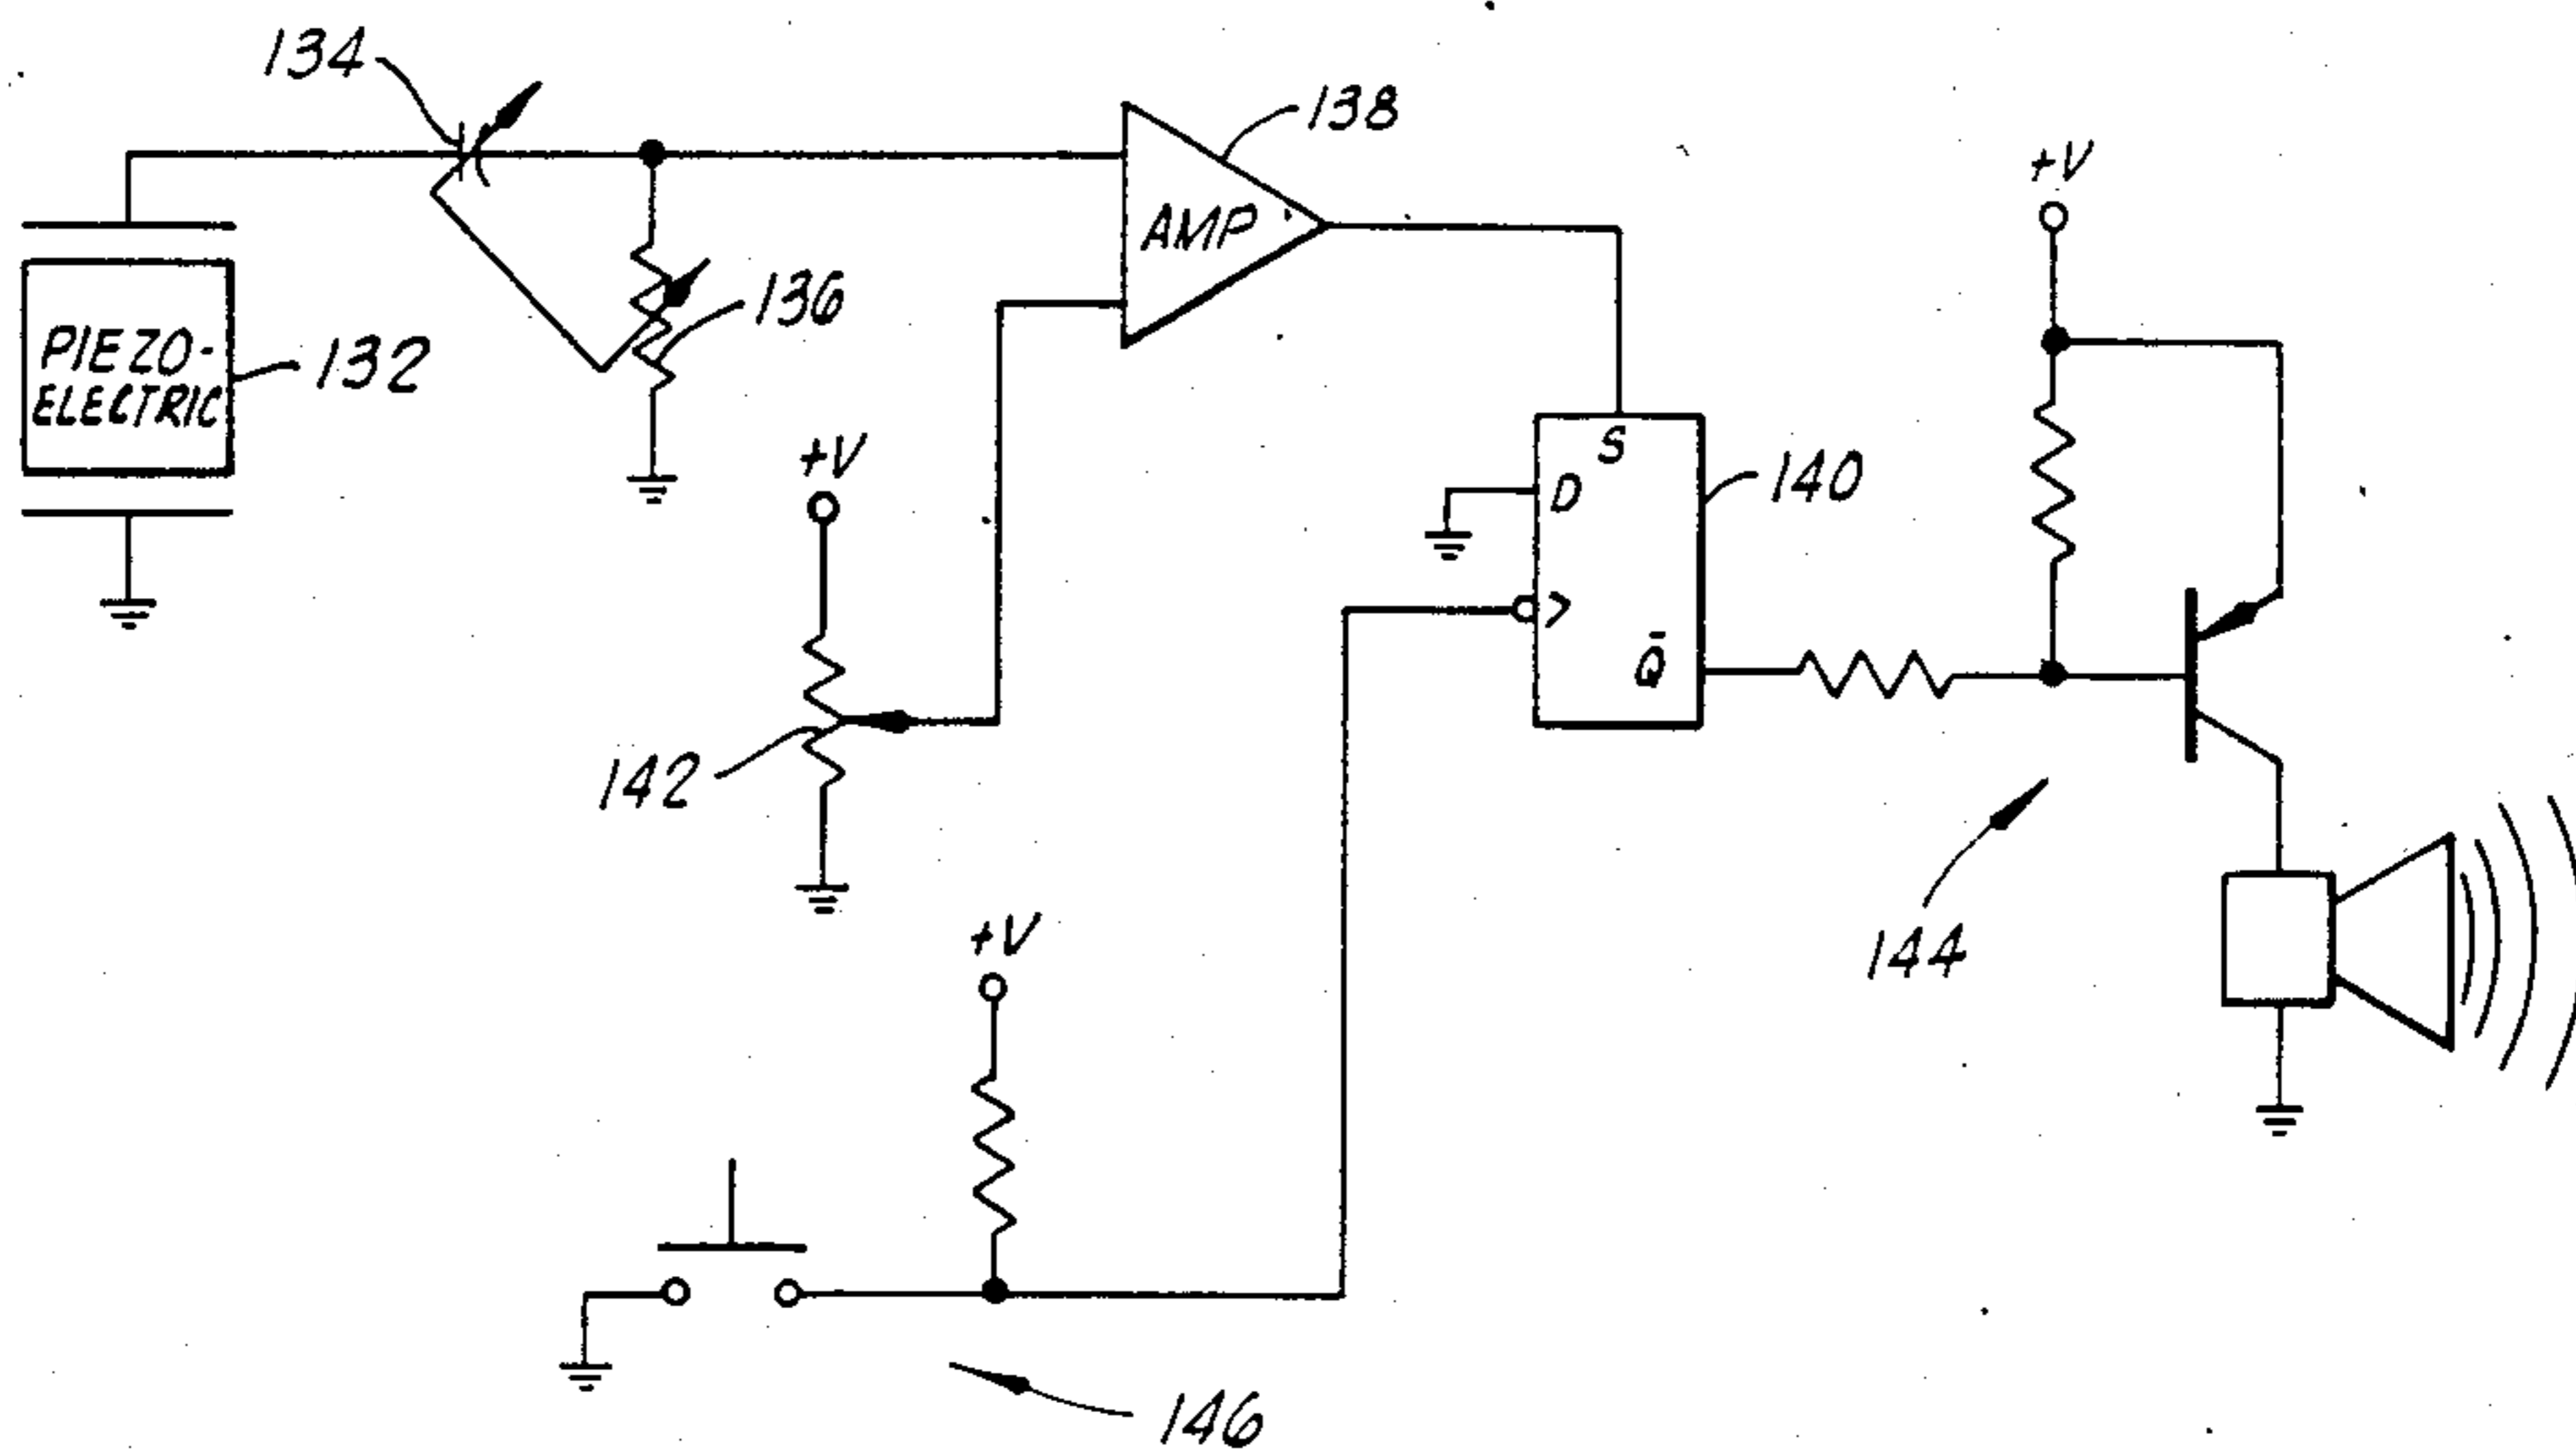 134
138
AMP
+V
136
PIEZO-
ELECTRIC
132
+V
S
D
140
Q̄
142
+V
144
146